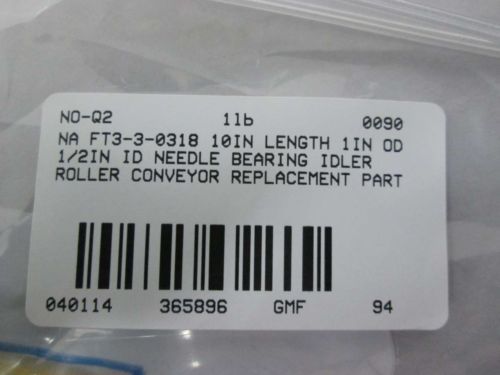 NO-Q2 1lb 0090
NA FT3-3-0318 10IN LENGTH 1IN OD
1/2IN ID NEEDLE BEARING IDLER
ROLLER CONVEYOR REPLACEMENT PART
040114 365896 GMF 94